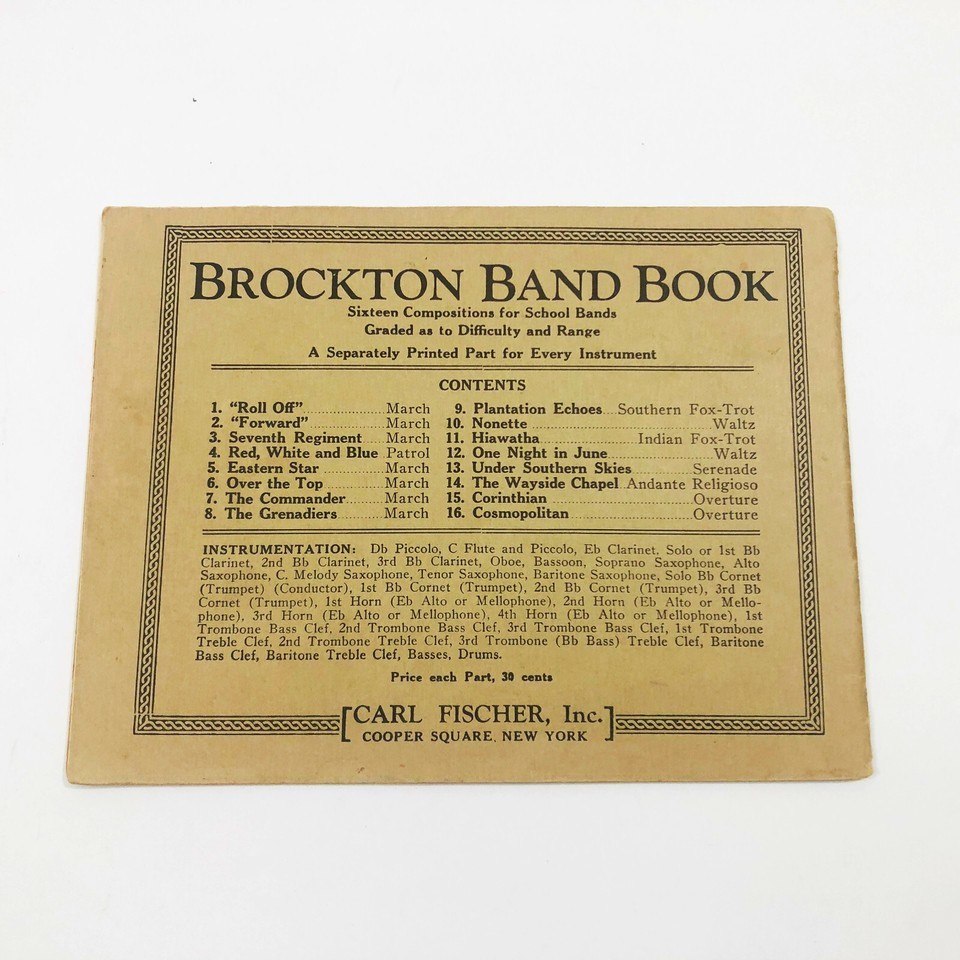 BROCKTON BAND BOOK
Sixteen Compositions for School Bands
Graded as to Difficulty and Range
A Separately Printed Part for Every Instrument
CONTENTS
1. “Roll Off”.....................March
2. “Forward”.....................March
3. Seventh Regiment.....March
4. Red, White and Blue Patrol
5. Eastern Star................March
6. Over the Top...............March
7. The Commander..........March
8. The Grenadiers............March
9. Plantation Echoes....Southern Fox-Trot
10. Nonette..........................................Waltz
11. Hiawatha......................Indian Fox-Trot
12. One Night in June........................Waltz
13. Under Southern Skies..............Serenade
14. The Wayside Chapel Andante Religioso
15. Corinthian.................................Overture
16. Cosmopolitan............................Overture
INSTRUMENTATION: Db Piccolo, C Flute and Piccolo, Eb Clarinet, Solo or 1st Bb
Clarinet, 2nd Bb Clarinet, 3rd Bb Clarinet, Oboe, Bassoon, Soprano Saxophone, Alto
Saxophone, C. Melody Saxophone, Tenor Saxophone, Baritone Saxophone, Solo Bb Cornet
(Trumpet) (Conductor), 1st Bb Cornet (Trumpet), 2nd Bb Cornet (Trumpet), 3rd Bb
Cornet (Trumpet), 1st Horn (Eb Alto or Mellophone), 2nd Horn (Eb Alto or Mello-
phone), 3rd Horn (Eb Alto or Mellophone), 4th Horn (Eb Alto or Mellophone), 1st
Trombone Bass Clef, 2nd Trombone Bass Clef, 3rd Trombone Bass Clef, 1st Trombone
Treble Clef, 2nd Trombone Treble Clef, 3rd Trombone (Bb Bass) Treble Clef, Baritone
Bass Clef, Baritone Treble Clef, Basses, Drums.
Price each Part, 30 cents
[CARL FISCHER, Inc.]
COOPER SQUARE, NEW YORK